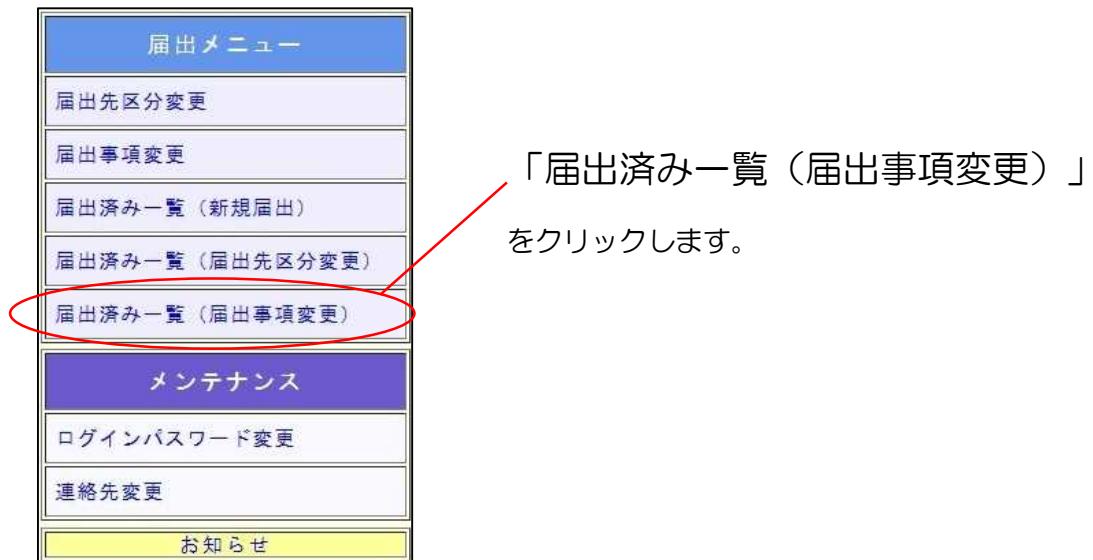 届出メニュー
届出先区分変更
届出事項変更
届出済み一覧（新規届出）
届出済み一覧（届出先区分変更）
届出済み一覧（届出事項変更）
メンテナンス
ログインパスワード変更
連絡先変更
お知らせ
「届出済み一覧（届出事項変更）」
をクリックします。